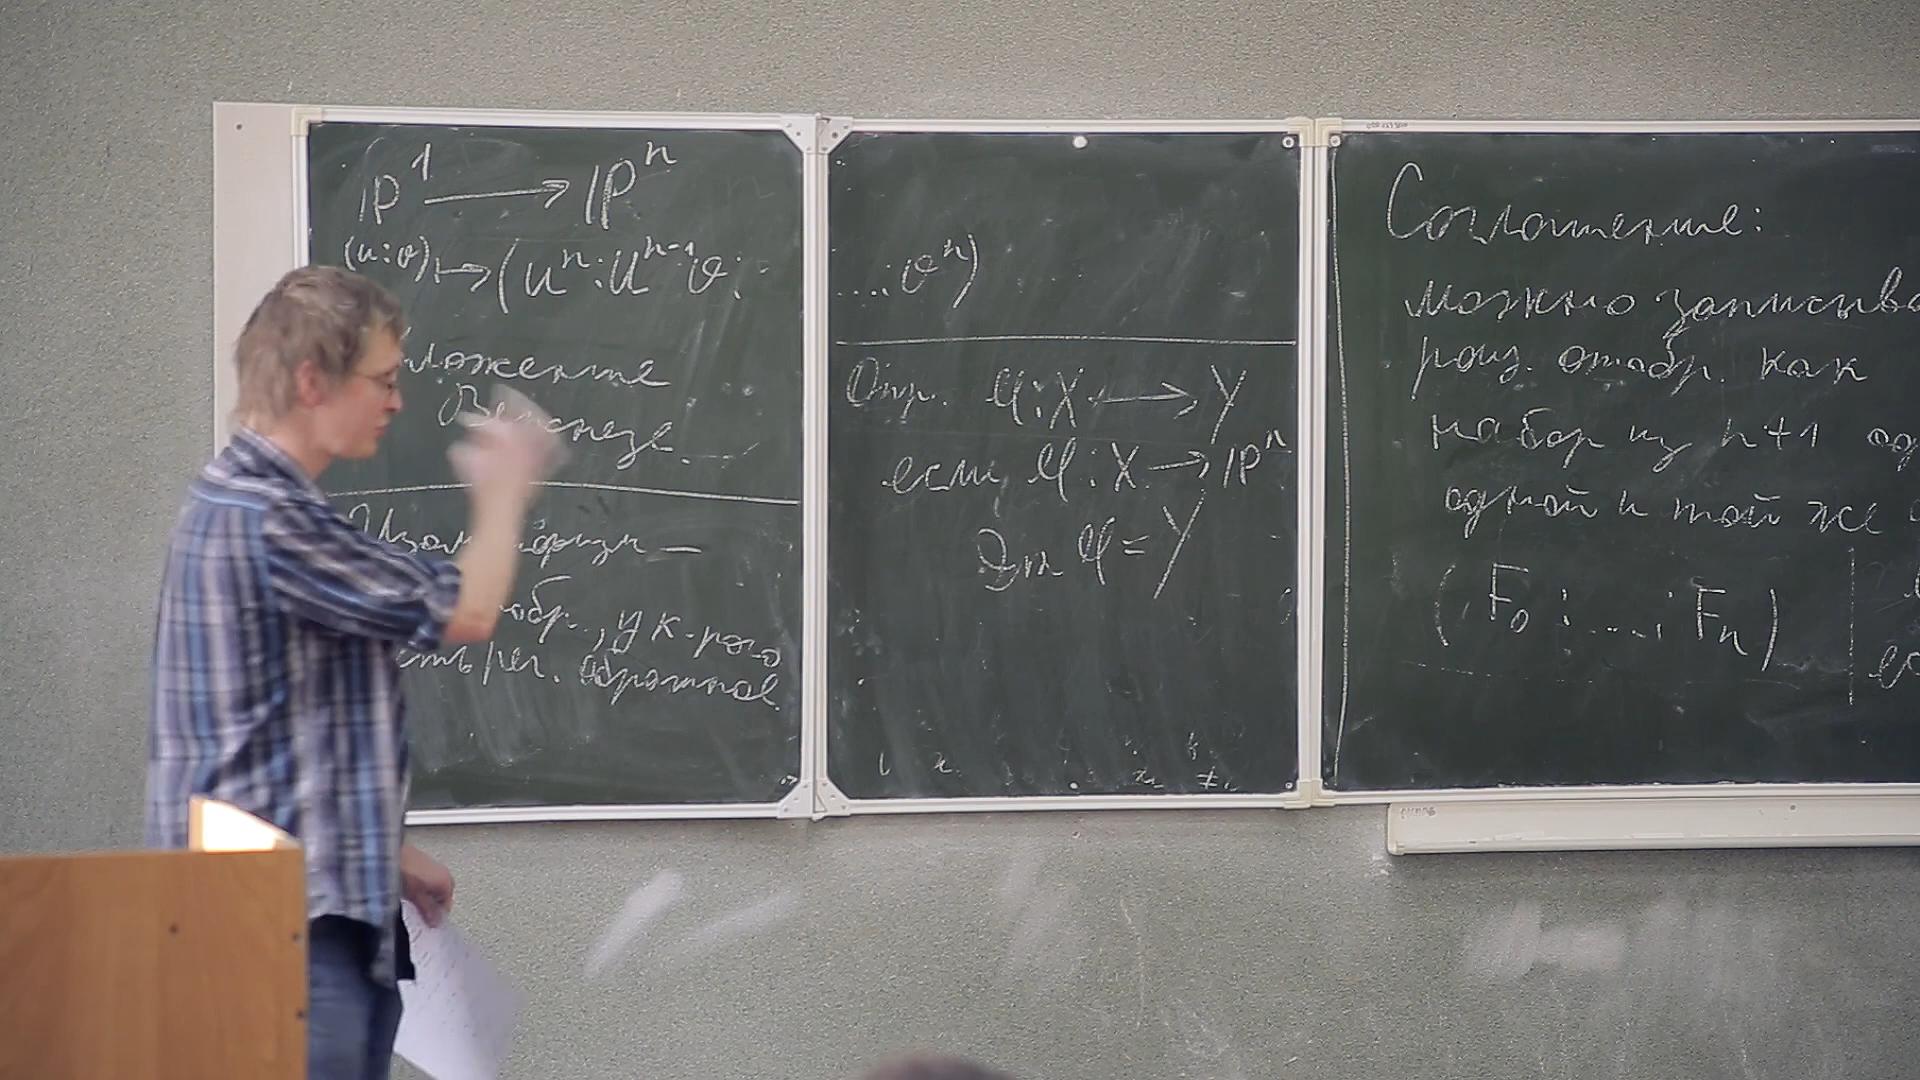 ℙ¹ ⟶ ℙⁿ
(u:v) ↦ (uⁿ : uⁿ⁻¹v :
ложение
Веронезе.
Изоморфизм —
обр., у к-рого
есть рег. обратное.
...: vⁿ)
Опр. φ: X ⟶ Y
если φ: X ⟶ ℙⁿ
Im φ = Y
Соглашение:
можно записыва
рац. отобр. как
набор из n+1
одной и той же
(F₀ : ... : Fₙ)